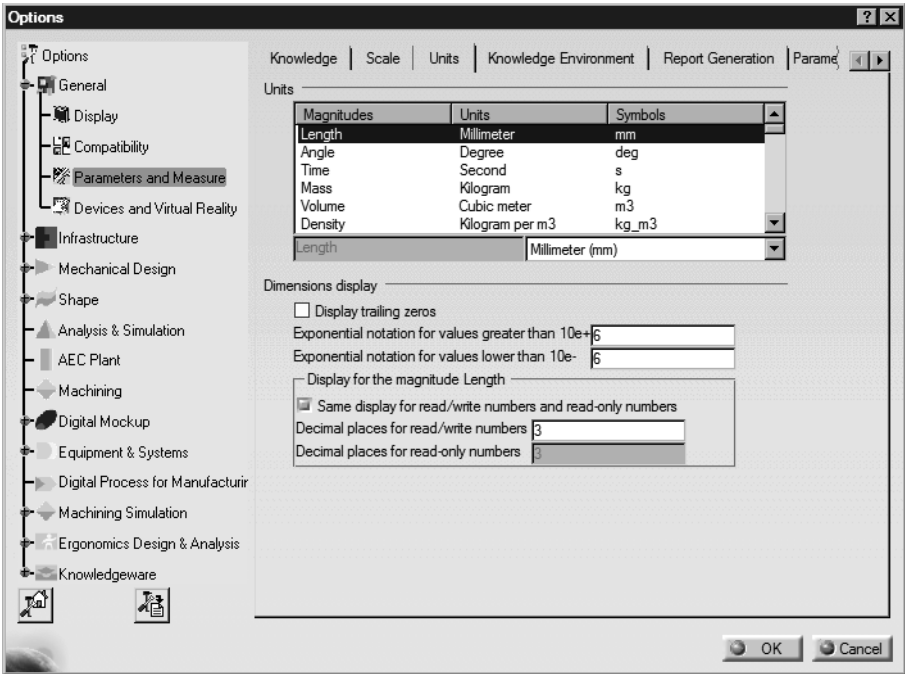 Options
Options
General
Display
Compatibility
Parameters and Measure
Devices and Virtual Reality
Infrastructure
Mechanical Design
Shape
Analysis & Simulation
AEC Plant
Machining
Digital Mockup
Equipment & Systems
Digital Process for Manufacturir
Machining Simulation
Ergonomics Design & Analysis
Knowledgeware
Knowledge Scale Units Knowledge Environment Report Generation Parame
Units
Magnitudes Units Symbols
Length Millimeter mm
Angle Degree deg
Time Second s
Mass Kilogram kg
Volume Cubic meter m3
Density Kilogram per m3 kg_m3
Length Millimeter (mm)
Dimensions display
Display trailing zeros
Exponential notation for values greater than 10e+ 6
Exponential notation for values lower than 10e- 6
Display for the magnitude Length
Same display for read/write numbers and read-only numbers
Decimal places for read/write numbers 3
Decimal places for read-only numbers 3
OK Cancel